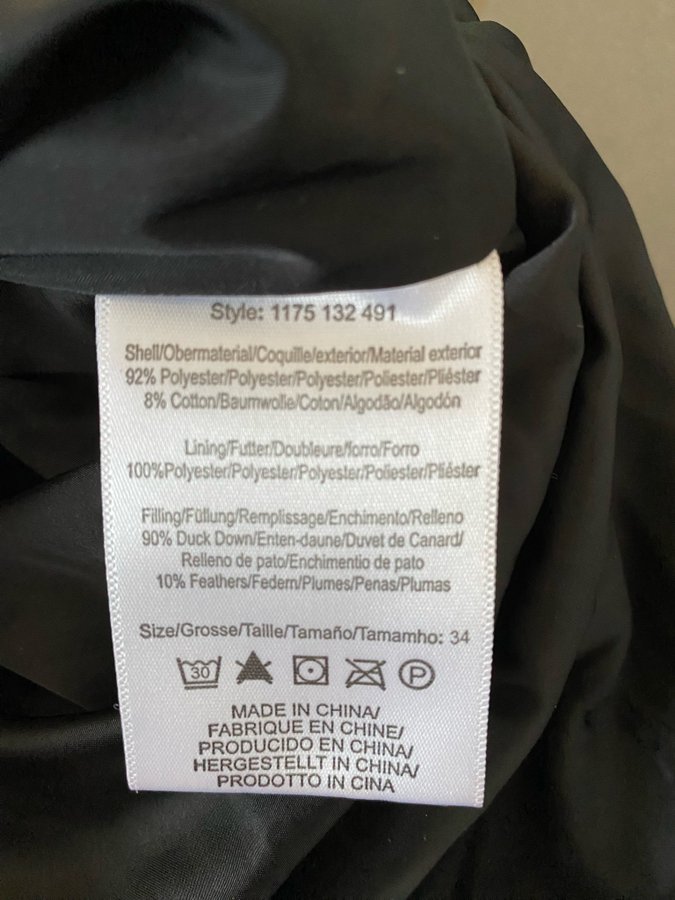 Style: 1175 132 491
Shell/Obermaterial/Coquille/exterior/Material exterior
92% Polyester/Polyester/Polyester/Poliester/Pliéster
8% Cotton/Baumwolle/Coton/Algodão/Algodón
Lining/Futter/Doubleure/forro/Forro
100%Polyester/Polyester/Polyester/Poliester/Pliéster
Filling/Füllung/Remplissage/Enchimento/Relleno
90% Duck Down/Enten-daune/Duvet de Canard/
Relleno de pato/Enchimentio de pato
10% Feathers/Federn/Plumes/Penas/Plumas
Size/Grosse/Taille/Tamaño/Tamamho: 34
30 P
MADE IN CHINA/
FABRIQUE EN CHINE/
PRODUCIDO EN CHINA/
HERGESTELLT IN CHINA/
PRODOTTO IN CINA